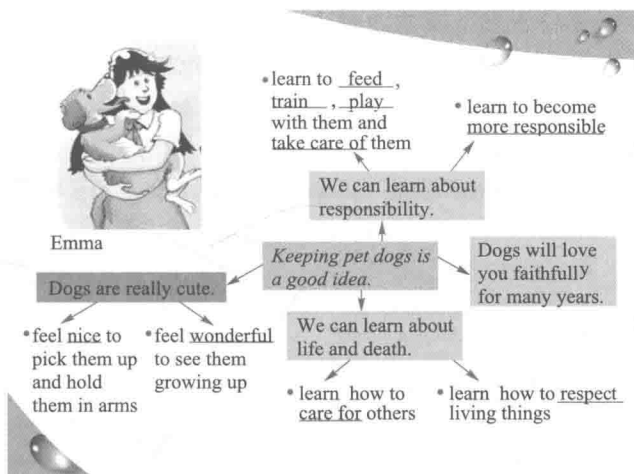 • learn to feed ,
train , play
with them and
take care of them
• learn to become
more responsible
We can learn about
responsibility.
Emma
Keeping pet dogs is
a good idea.
Dogs will love
you faithfully
for many years.
Dogs are really cute.
• feel nice to
pick them up
and hold
them in arms
• feel wonderful
to see them
growing up
We can learn about
life and death.
• learn how to
care for others
• learn how to respect
living things